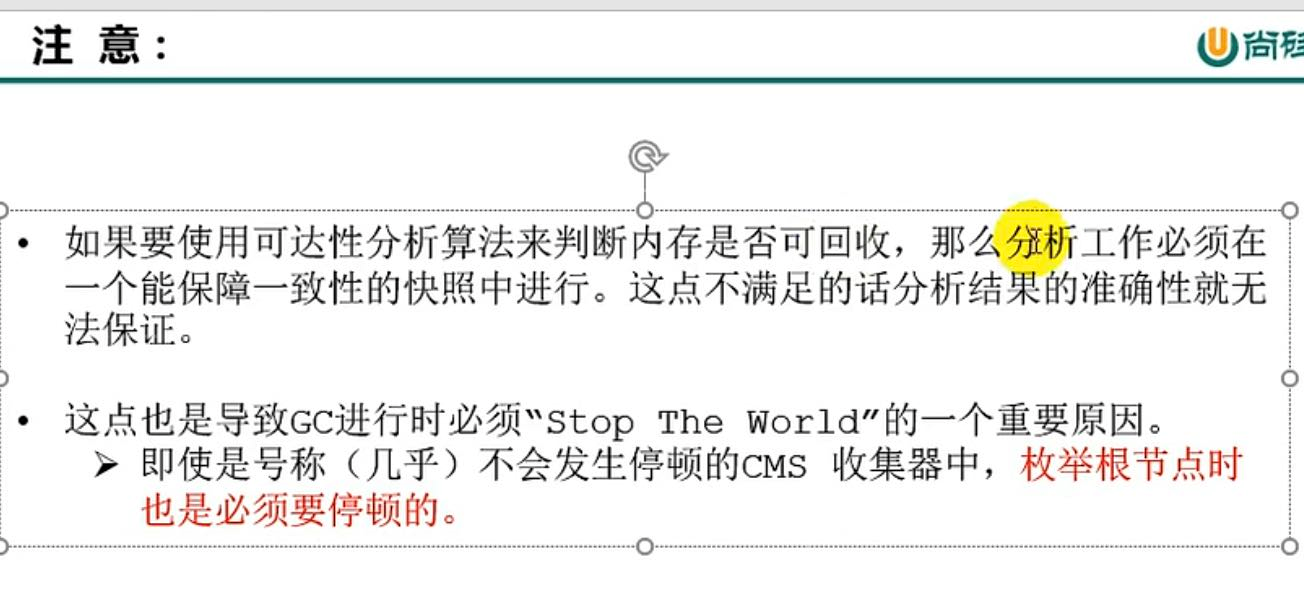 注 意：
尚硅
• 如果要使用可达性分析算法来判断内存是否可回收，那么分析工作必须在
一个能保障一致性的快照中进行。这点不满足的话分析结果的准确性就无
法保证。
• 这点也是导致GC进行时必须“Stop The World”的一个重要原因。
➢ 即使是号称（几乎）不会发生停顿的CMS 收集器中，枚举根节点时
也是必须要停顿的。